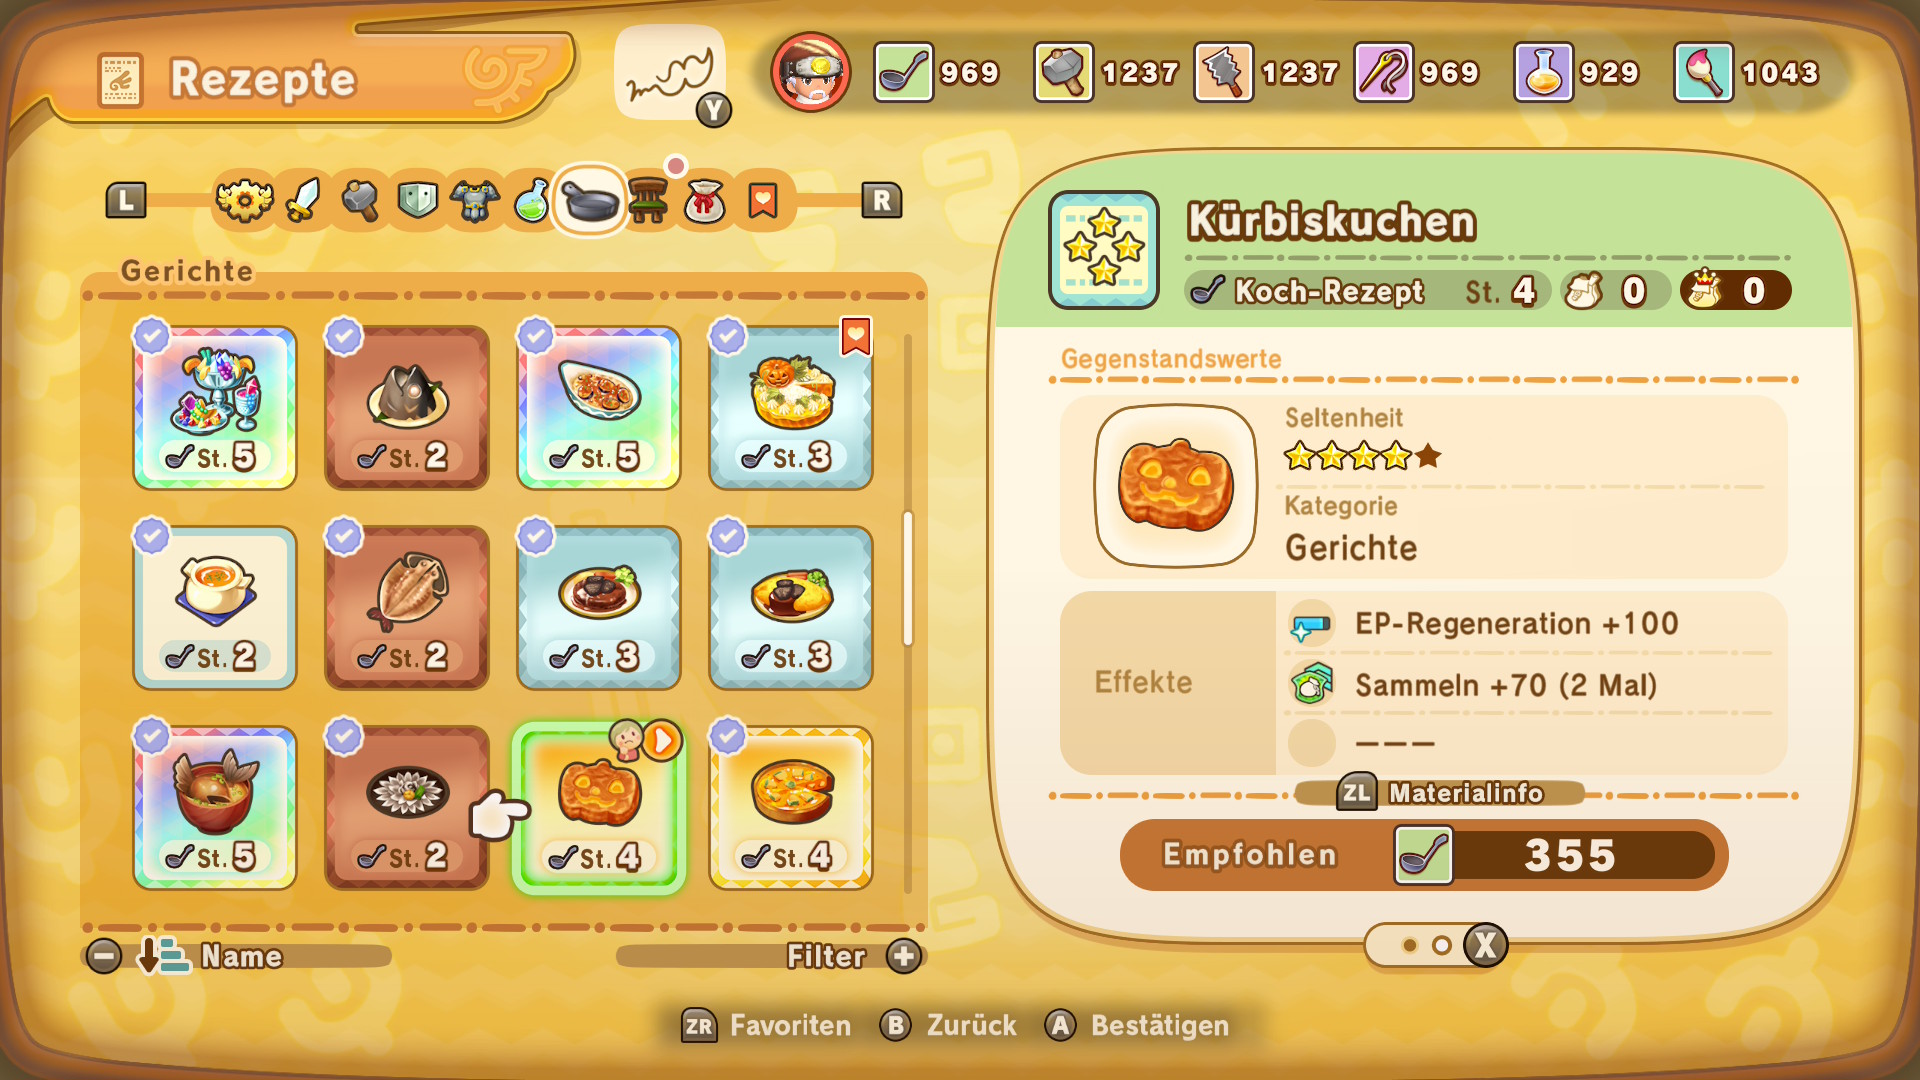 Rezepte
Y
969
1237
1237
969
929
1043
L
R
Gerichte
St. 5
St. 2
St. 5
St. 3
St. 2
St. 2
St. 3
St. 3
St. 5
St. 2
St. 4
St. 4
Name
Filter
Kürbiskuchen
Koch-Rezept St. 4 0 0
Gegenstandswerte
Seltenheit
Kategorie
Gerichte
Effekte
EP-Regeneration +100
Sammeln +70 (2 Mal)
———
ZL Materialinfo
Empfohlen 355
X
ZR Favoriten B Zurück A Bestätigen